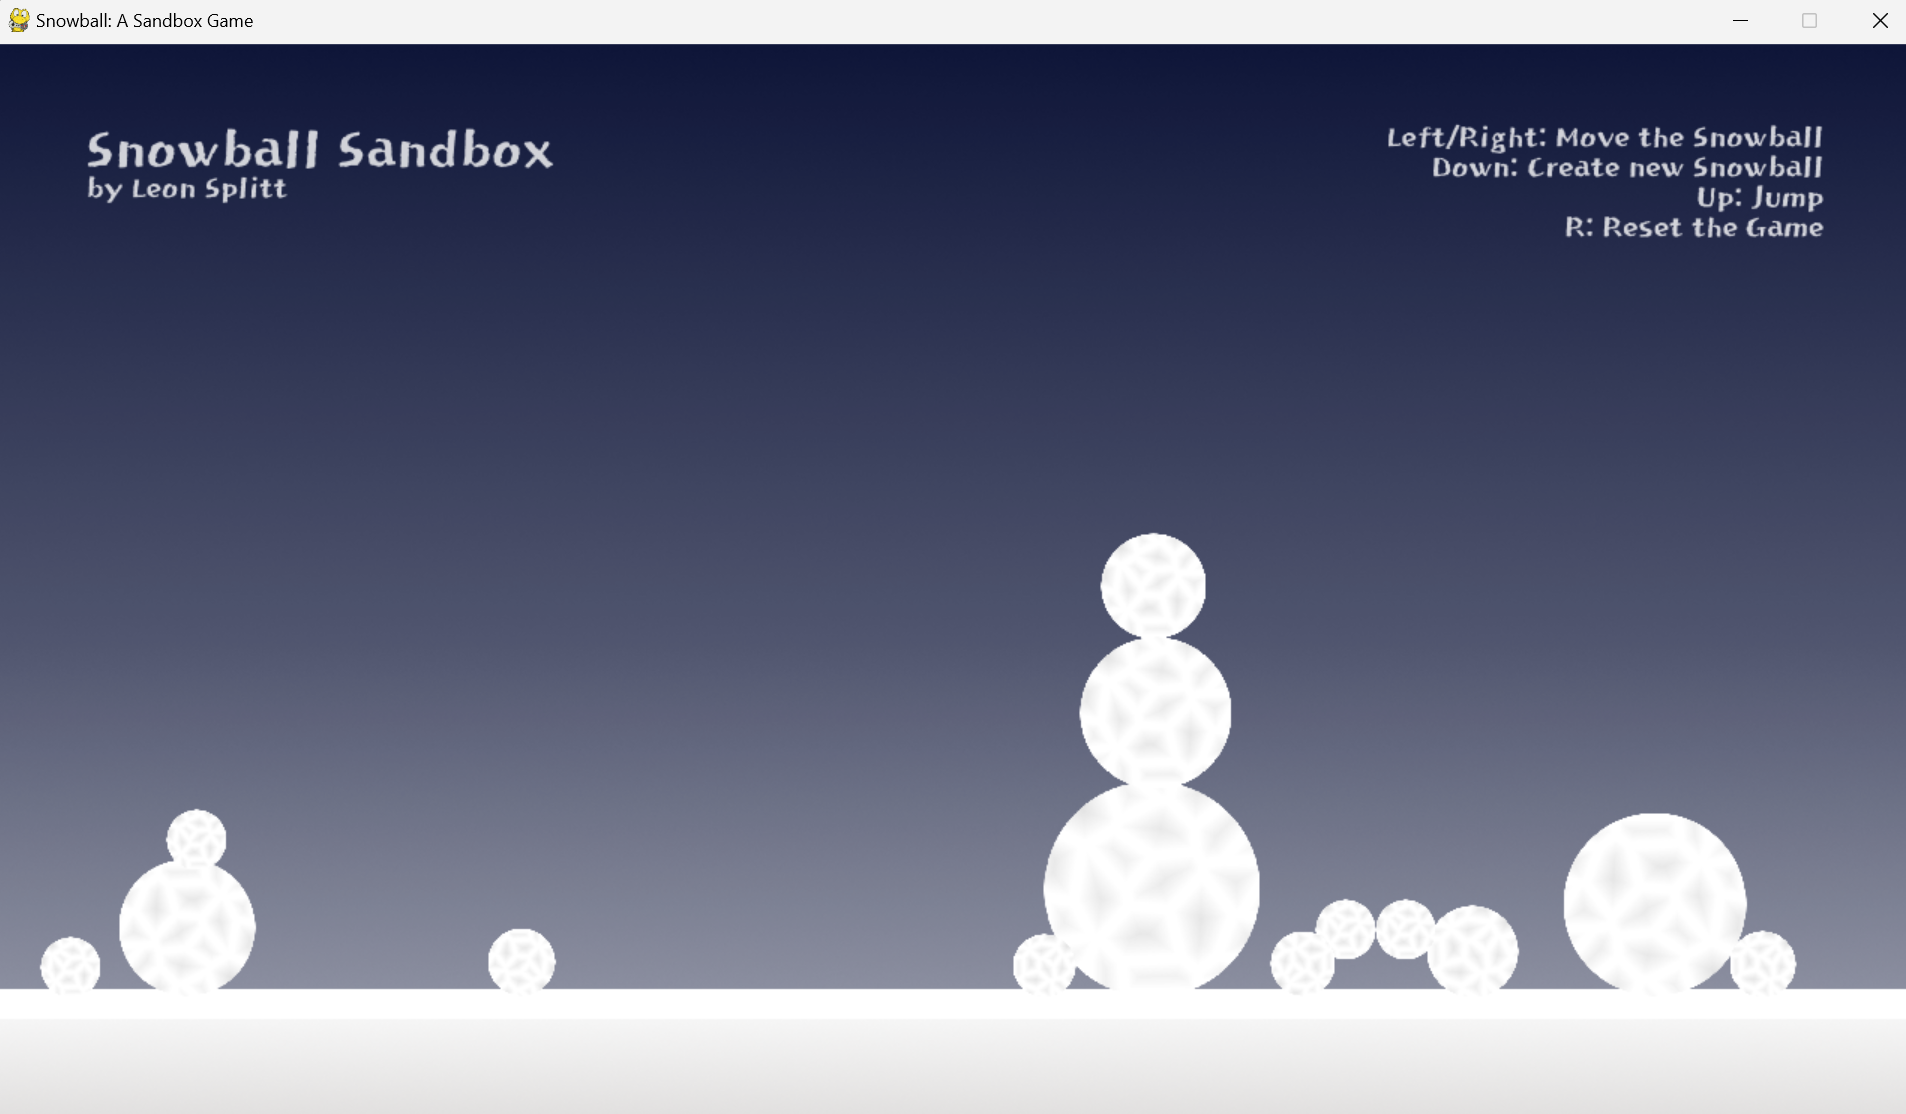 Snowball: A Sandbox Game
Snowball Sandbox
by Leon Splitt
Left/Right: Move the Snowball
Down: Create new Snowball
Up: Jump
R: Reset the Game